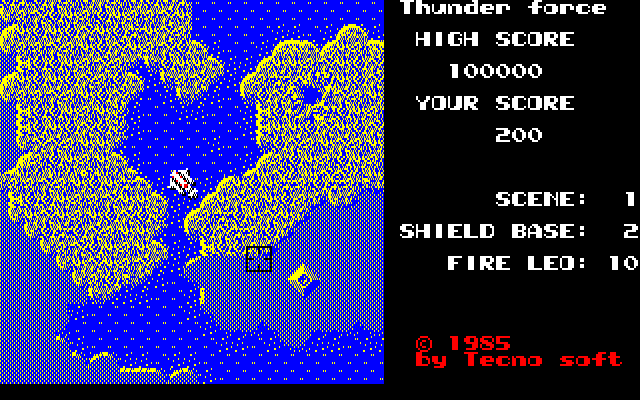 Thunder force
HIGH SCORE
100000
YOUR SCORE
200
SCENE: 1
SHIELD BASE: 2
FIRE LEO: 10
© 1985
by Tecno soft